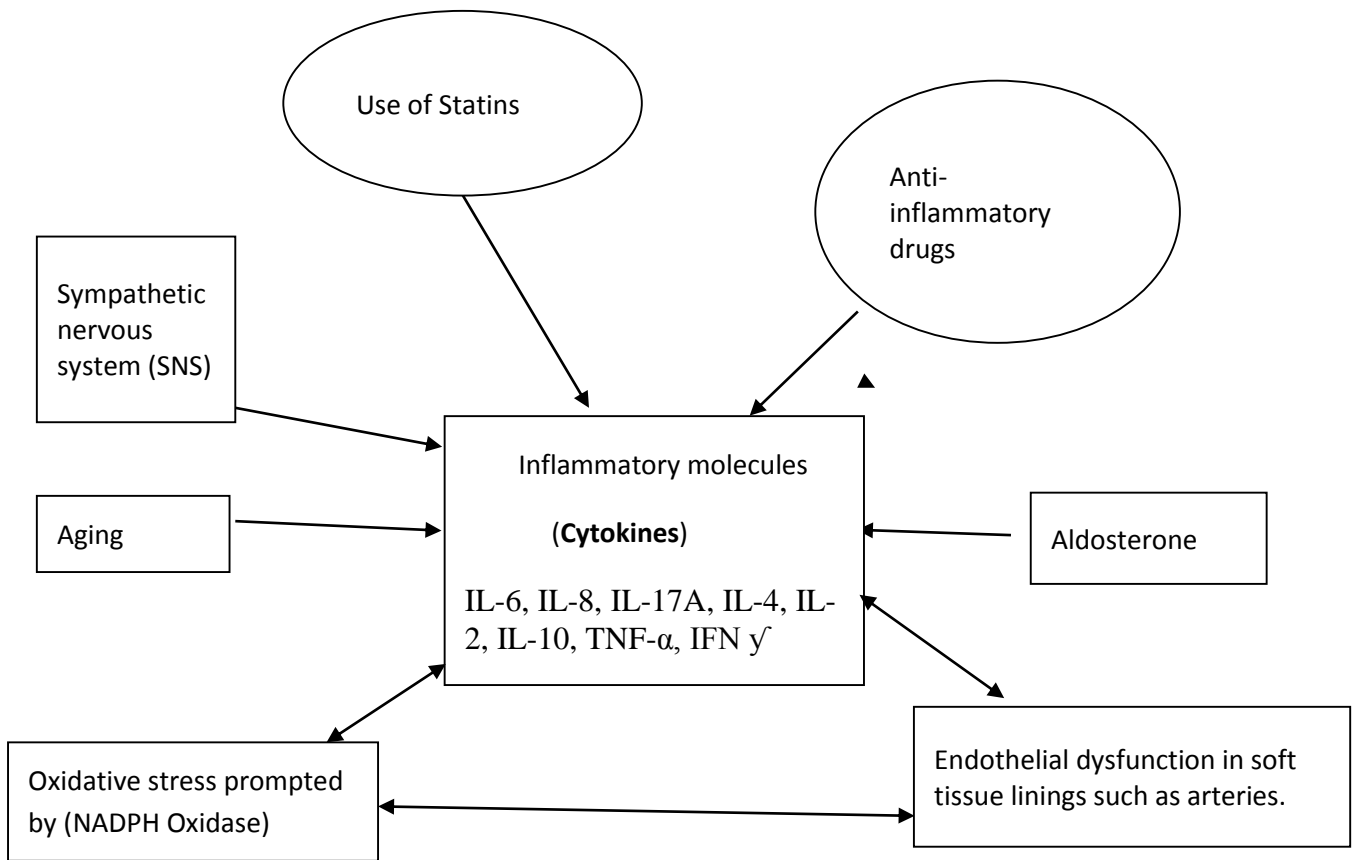 Use of Statins
Anti-
inflammatory
drugs
Sympathetic
nervous
system (SNS)
Inflammatory molecules
(Cytokines)
IL-6, IL-8, IL-17A, IL-4, IL-
2, IL-10, TNF-α, IFN γ
Aging
Aldosterone
Oxidative stress prompted
by (NADPH Oxidase)
Endothelial dysfunction in soft
tissue linings such as arteries.